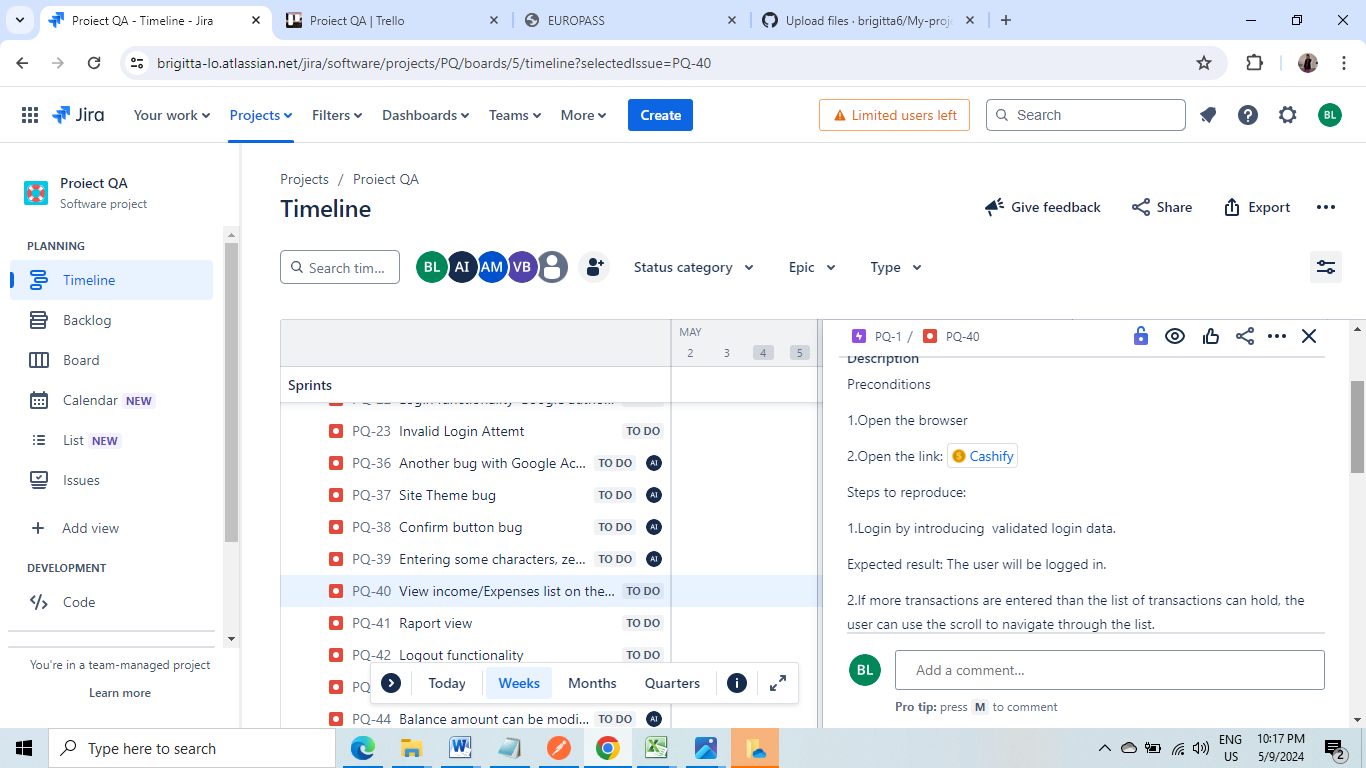 Proiect QA - Timeline - Jira
Proiect QA | Trello
EUROPASS
Upload files · brigitta6/My-proje
brigitta-lo.atlassian.net/jira/software/projects/PQ/boards/5/timeline?selectedIssue=PQ-40
Jira
Your work
Projects
Filters
Dashboards
Teams
More
Create
Limited users left
Search
BL
Proiect QA
Software project
PLANNING
Timeline
Backlog
Board
Calendar NEW
List NEW
Issues
Add view
DEVELOPMENT
Code
You're in a team-managed project
Learn more
Projects / Proiect QA
Timeline
Give feedback
Share
Export
Search tim...
BL AI AM VB
Status category
Epic
Type
MAY
2 3 4 5
Sprints
PQ-23 Invalid Login Attemt TO DO
PQ-36 Another bug with Google Ac... TO DO AI
PQ-37 Site Theme bug TO DO AI
PQ-38 Confirm button bug TO DO AI
PQ-39 Entering some characters, ze... TO DO AI
PQ-40 View income/Expenses list on the... TO DO
PQ-41 Raport view TO DO
PQ-42 Logout functionality TO DO
PQ-44 Balance amount can be modi... TO DO AI
Today
Weeks
Months
Quarters
PQ-1 / PQ-40
Description
Preconditions
1.Open the browser
2.Open the link: Cashify
Steps to reproduce:
1.Login by introducing validated login data.
Expected result: The user will be logged in.
2.If more transactions are entered than the list of transactions can hold, the
user can use the scroll to navigate through the list.
BL
Add a comment...
Pro tip: press M to comment
Type here to search
ENG
US
10:17 PM
5/9/2024
2